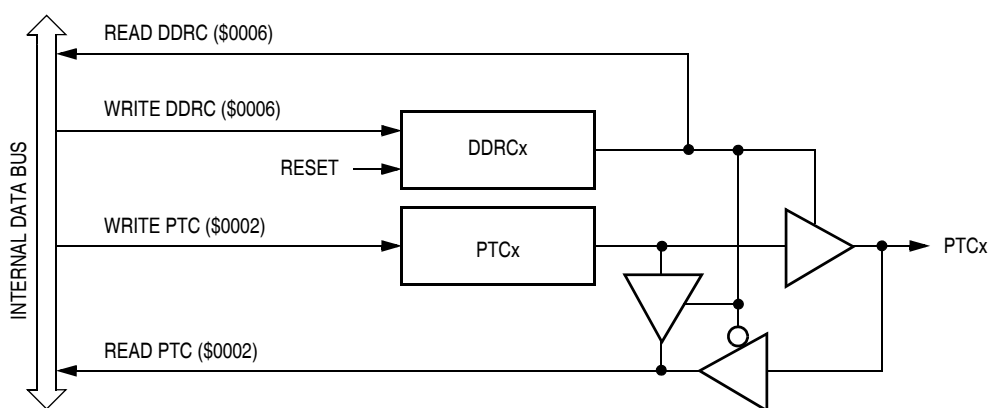 READ DDRC ($0006)
WRITE DDRC ($0006)
DDRCx
RESET
WRITE PTC ($0002)
PTCx
PTCx
READ PTC ($0002)
INTERNAL DATA BUS